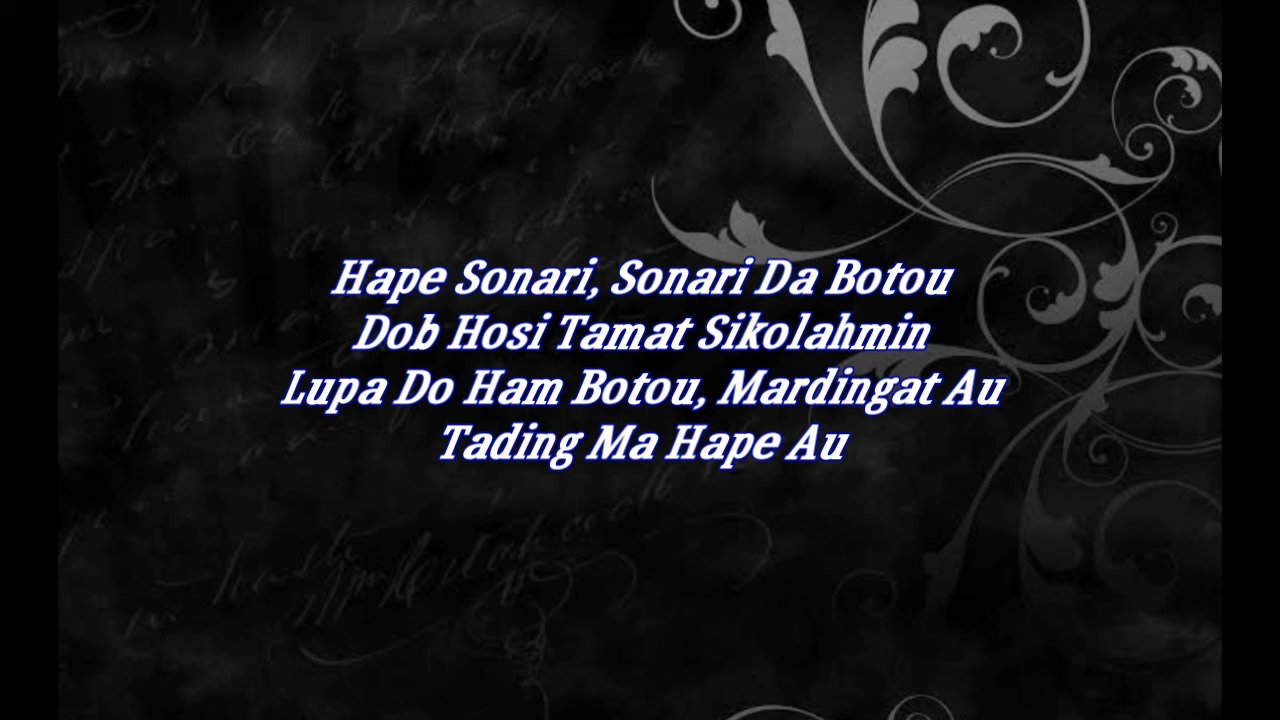 Hape Sonari, Sonari Da Botou
Dob Hosi Tamat Sikolahmin
Lupa Do Ham Botou, Mardingat Au
Tading Ma Hape Au